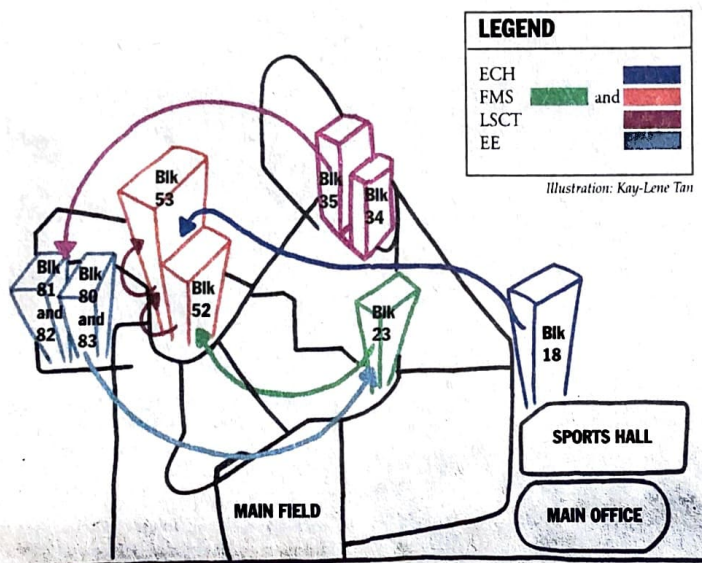 LEGEND
ECH
FMS and
LSCT
EE
Illustration: Kay-Lene Tan
Blk
53
Blk
35
Blk
34
Blk
81
and
82
Blk
80
and
83
Blk
52
Blk
23
Blk
18
SPORTS HALL
MAIN FIELD
MAIN OFFICE